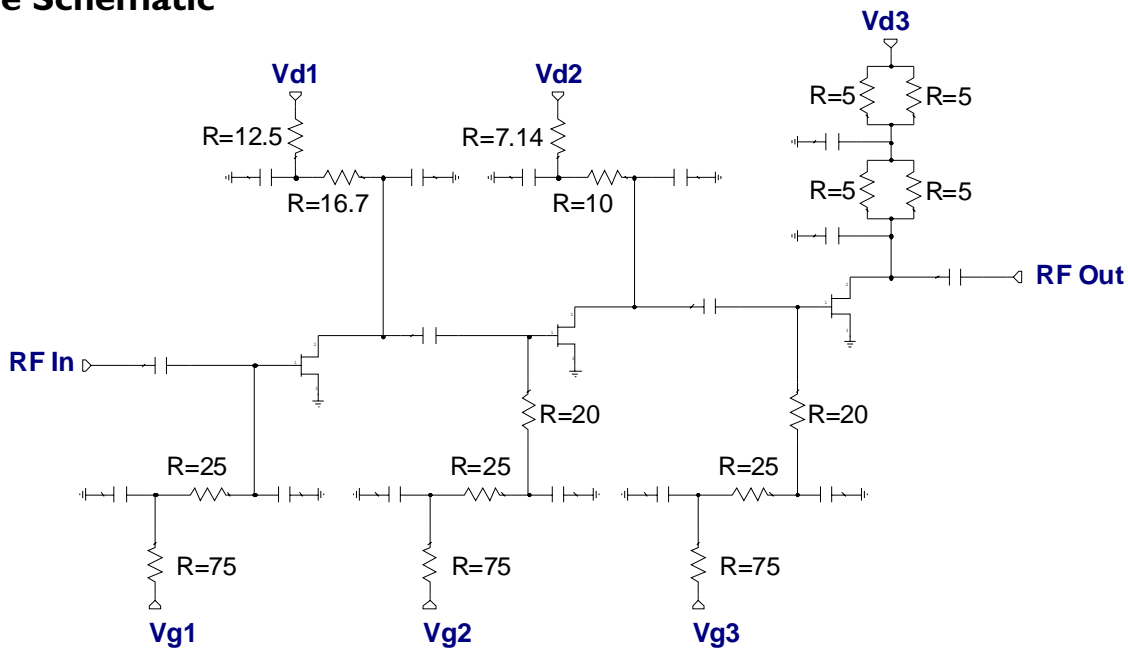 e Schematic
Vd3
Vd1
Vd2
R=5
R=5
R=12.5
R=7.14
R=16.7
R=10
R=5
R=5
RF Out
RF In
R=20
R=20
R=25
R=25
R=25
R=75
R=75
R=75
Vg1
Vg2
Vg3